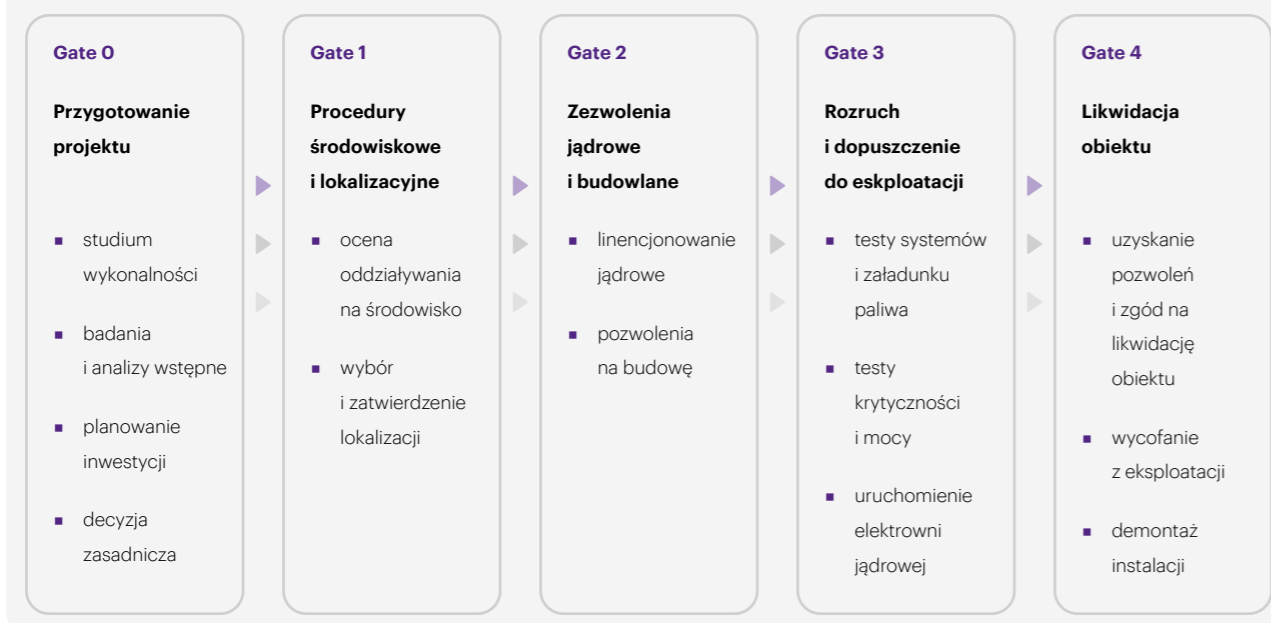 Gate 0
Przygotowanie
projektu
studium
wykonalności
badania
i analizy wstępne
planowanie
inwestycji
decyzja
zasadnicza
Gate 1
Procedury
środowiskowe
i lokalizacyjne
ocena
oddziaływania
na środowisko
wybór
i zatwierdzenie
lokalizacji
Gate 2
Zezwolenia
jądrowe
i budowlane
linencjonowanie
jądrowe
pozwolenia
na budowę
Gate 3
Rozruch
i dopuszczenie
do eskploatacji
testy systemów
i załadunku
paliwa
testy
krytyczności
i mocy
uruchomienie
elektrowni
jądrowej
Gate 4
Likwidacja
obiektu
uzyskanie
pozwoleń
i zgód na
likwidację
obiektu
wycofanie
z eksploatacji
demontaż
instalacji